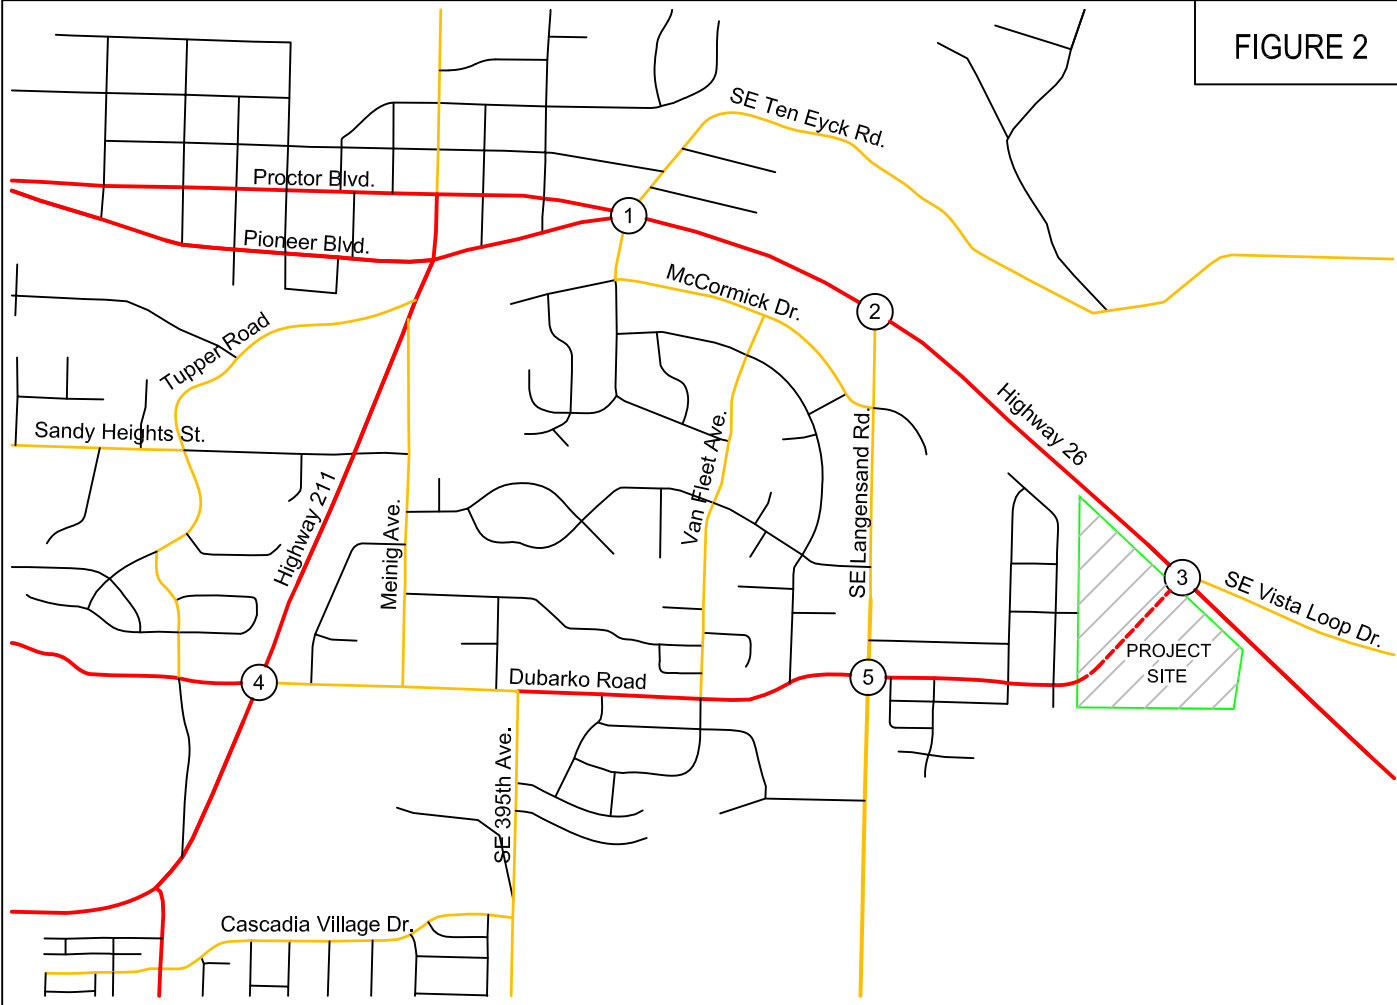 FIGURE 2
SE Ten Eyck Rd.
Proctor Blvd.
1
Pioneer Blvd.
McCormick Dr.
2
Tupper Road
Highway 26
Sandy Heights St.
Van Fleet Ave.
SE Langensand Rd.
Highway 211
Meinig Ave.
3
SE Vista Loop Dr.
PROJECT
SITE
4
Dubarko Road
5
SE 395th Ave.
Cascadia Village Dr.